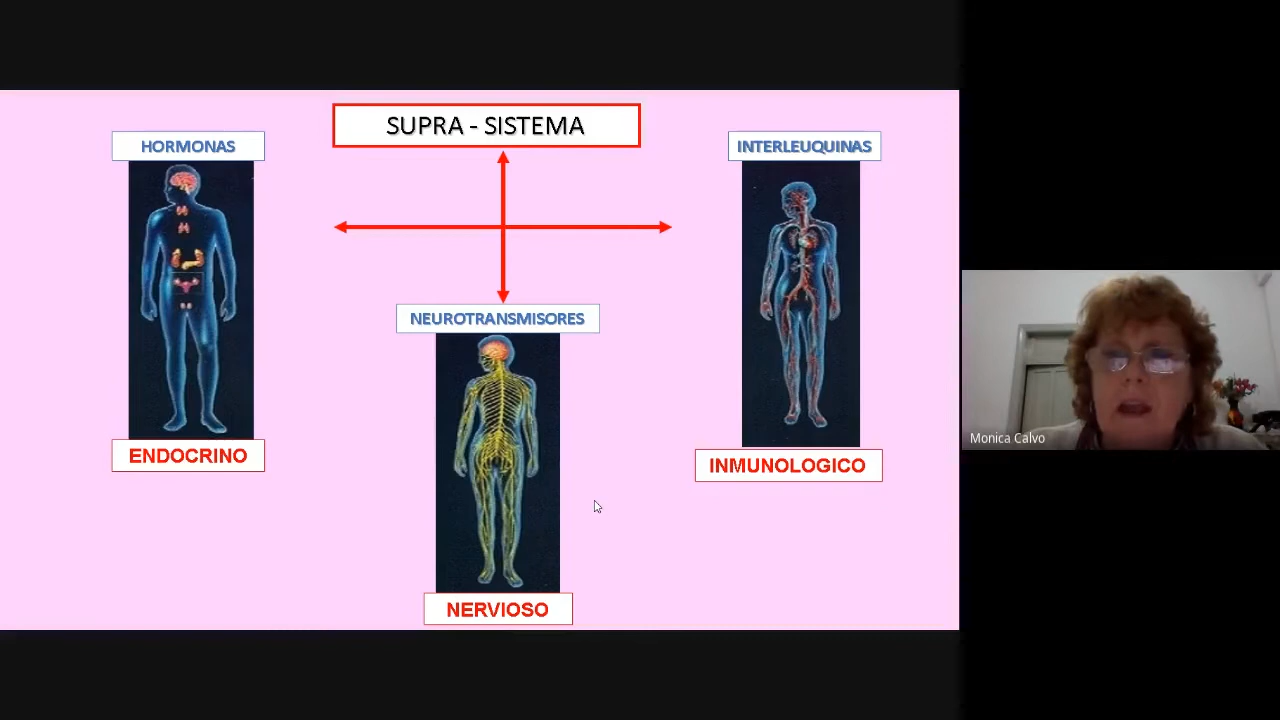 SUPRA - SISTEMA
HORMONAS
INTERLEUQUINAS
NEUROTRANSMISORES
ENDOCRINO
INMUNOLOGICO
NERVIOSO
Monica Calvo